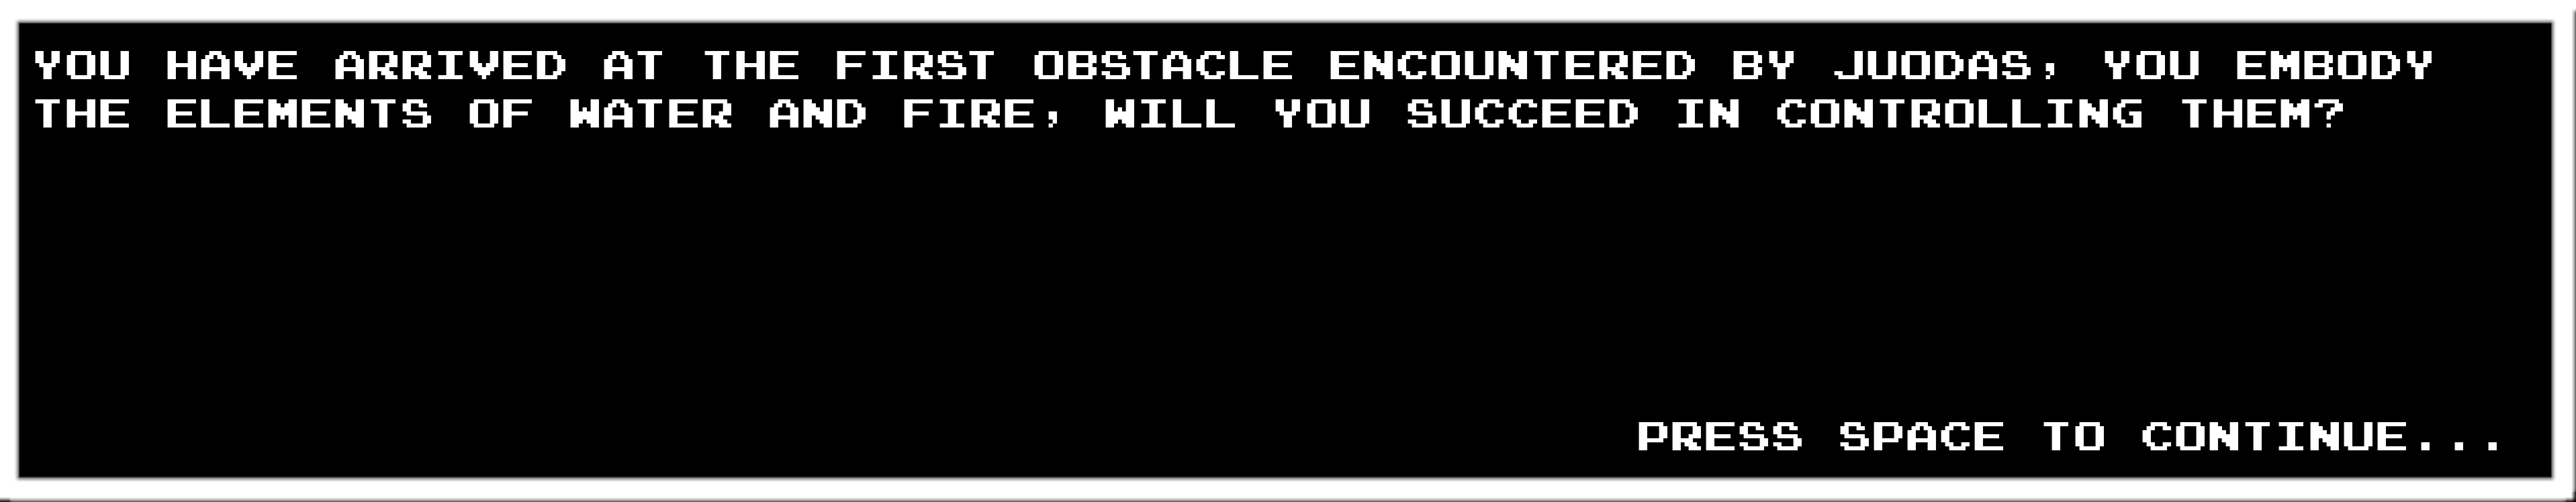 YOU HAVE ARRIVED AT THE FIRST OBSTACLE ENCOUNTERED BY JUODAS, YOU EMBODY
THE ELEMENTS OF WATER AND FIRE, WILL YOU SUCCEED IN CONTROLLING THEM?
PRESS SPACE TO CONTINUE...